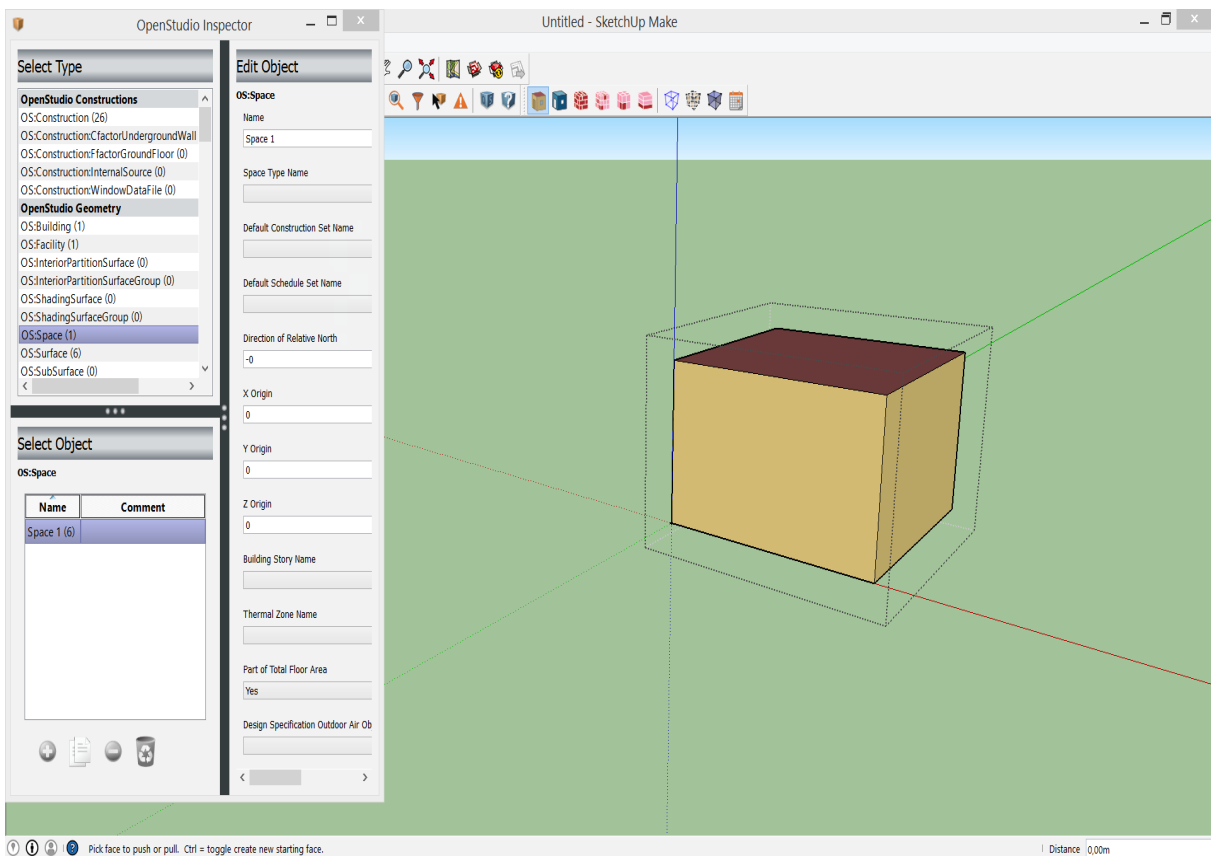 OpenStudio Inspector
Untitled - SketchUp Make
Select Type
OpenStudio Constructions
OS:Construction (26)
OS:Construction:CfactorUndergroundWall
OS:Construction:FfactorGroundFloor (0)
OS:Construction:InternalSource (0)
OS:Construction:WindowDataFile (0)
OpenStudio Geometry
OS:Building (1)
OS:Facility (1)
OS:InteriorPartitionSurface (0)
OS:InteriorPartitionSurfaceGroup (0)
OS:ShadingSurface (0)
OS:ShadingSurfaceGroup (0)
OS:Space (1)
OS:Surface (6)
OS:SubSurface (0)
Select Object
OS:Space
Name Comment
Space 1 (6)
Edit Object
OS:Space
Name
Space 1
Space Type Name
Default Construction Set Name
Default Schedule Set Name
Direction of Relative North
-0
X Origin
0
Y Origin
0
Z Origin
0
Building Story Name
Thermal Zone Name
Part of Total Floor Area
Yes
Design Specification Outdoor Air Ob
Pick face to push or pull. Ctrl = toggle create new starting face.
Distance 0,00m